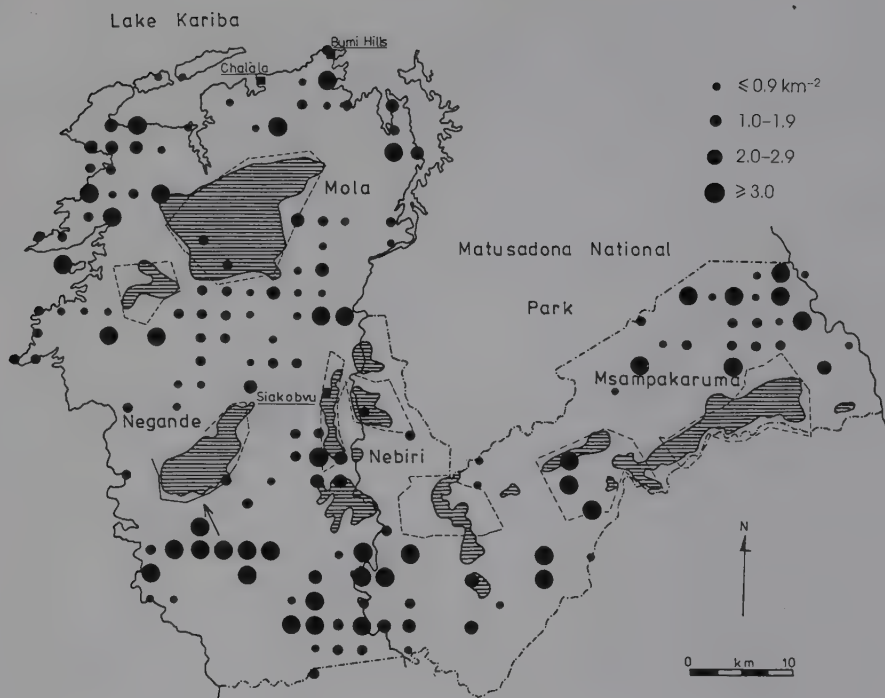 Lake Kariba
Bumi Hills
Chalala
≤ 0.9 km⁻²
1.0–1.9
2.0–2.9
≥ 3.0
Mola
Matusadona National
Park
Msampakaruma
Siakobvu
Negande
Nebiri
N
0 km 10